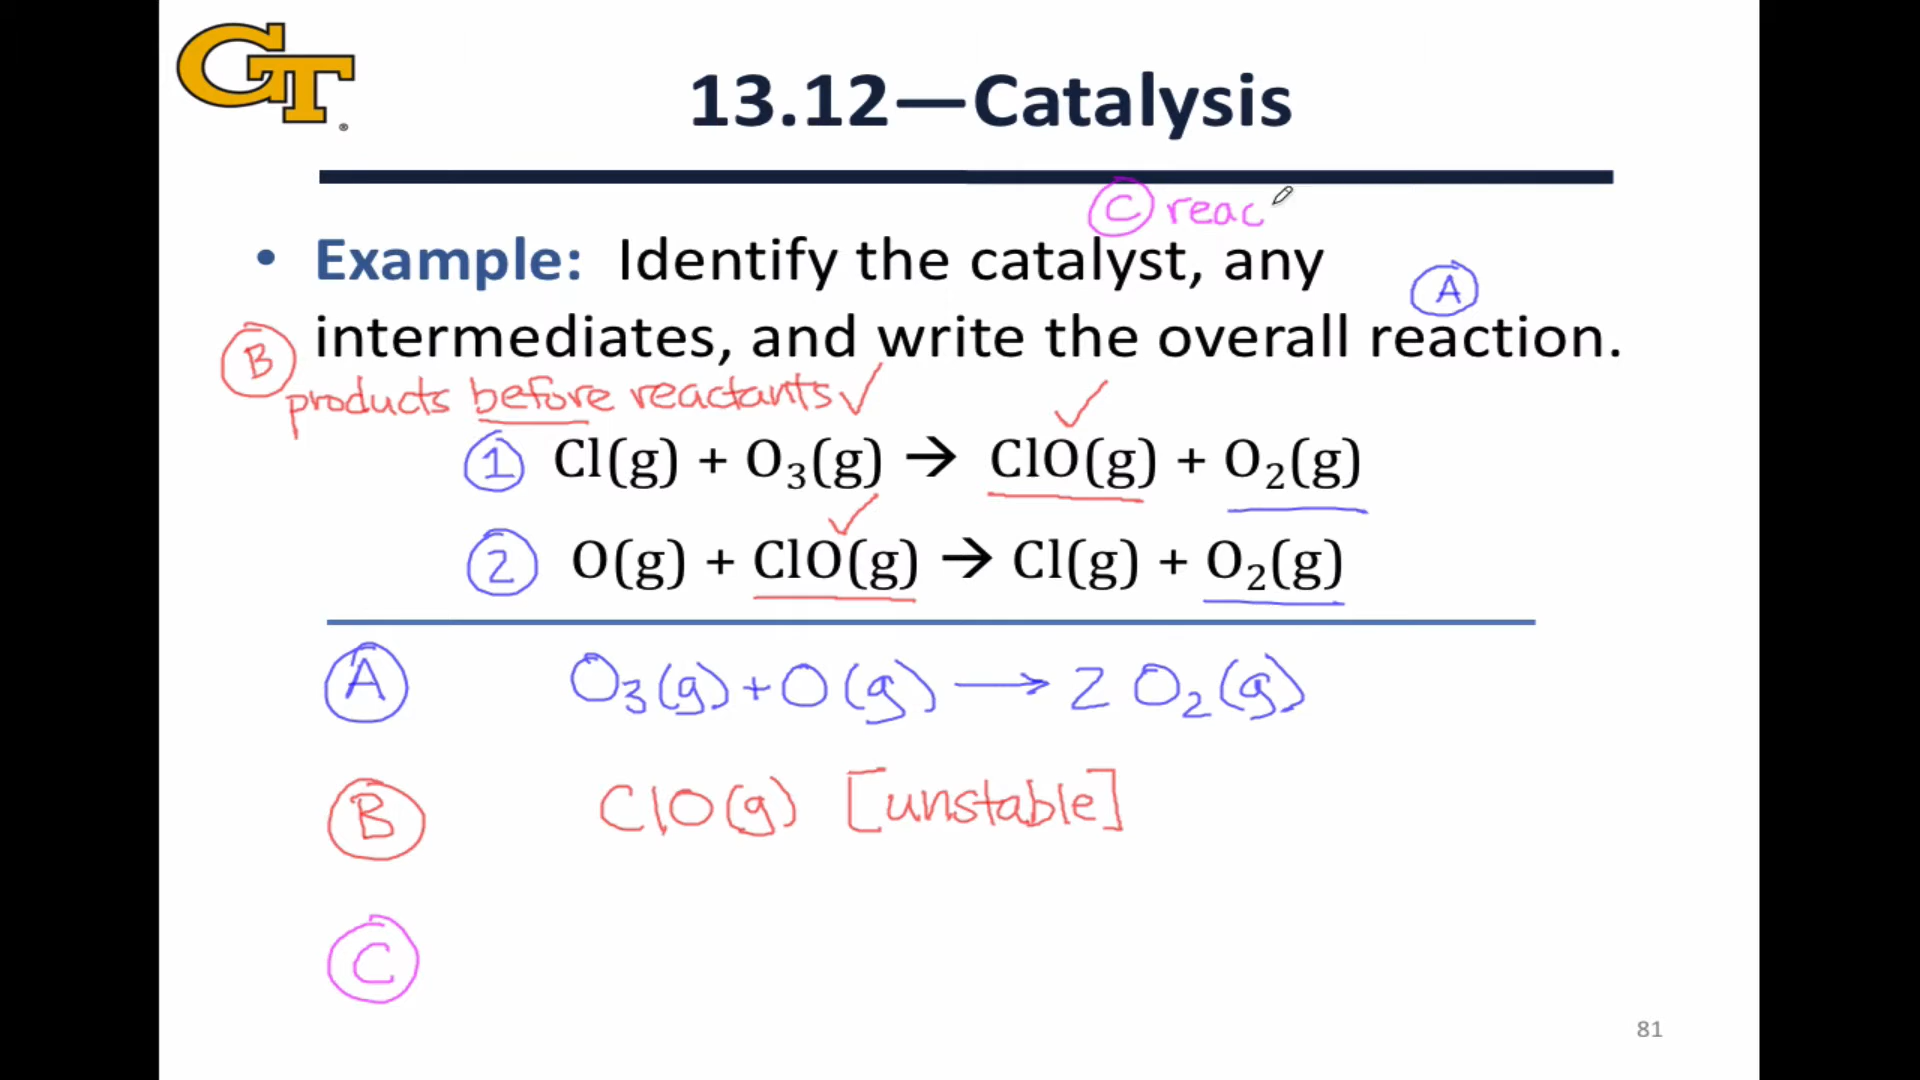 GT
®
13.12—Catalysis
C reac
• Example: Identify the catalyst, any
A
intermediates, and write the overall reaction.
B
products before reactants ✓
✓
1 Cl(g) + O₃(g) → ClO(g) + O₂(g)
✓
2 O(g) + ClO(g) → Cl(g) + O₂(g)
A O₃(g) + O(g) → 2 O₂(g)
B ClO(g) [unstable]
C
81